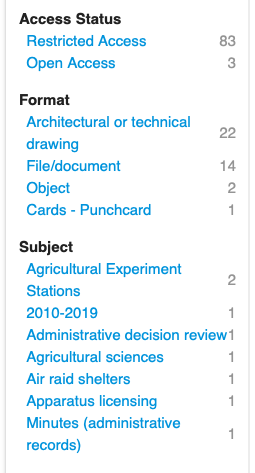 Access Status
Restricted Access 83
Open Access 3
Format
Architectural or technical
drawing 22
File/document 14
Object 2
Cards - Punchcard 1
Subject
Agricultural Experiment
Stations 2
2010-2019 1
Administrative decision review 1
Agricultural sciences 1
Air raid shelters 1
Apparatus licensing 1
Minutes (administrative
records) 1